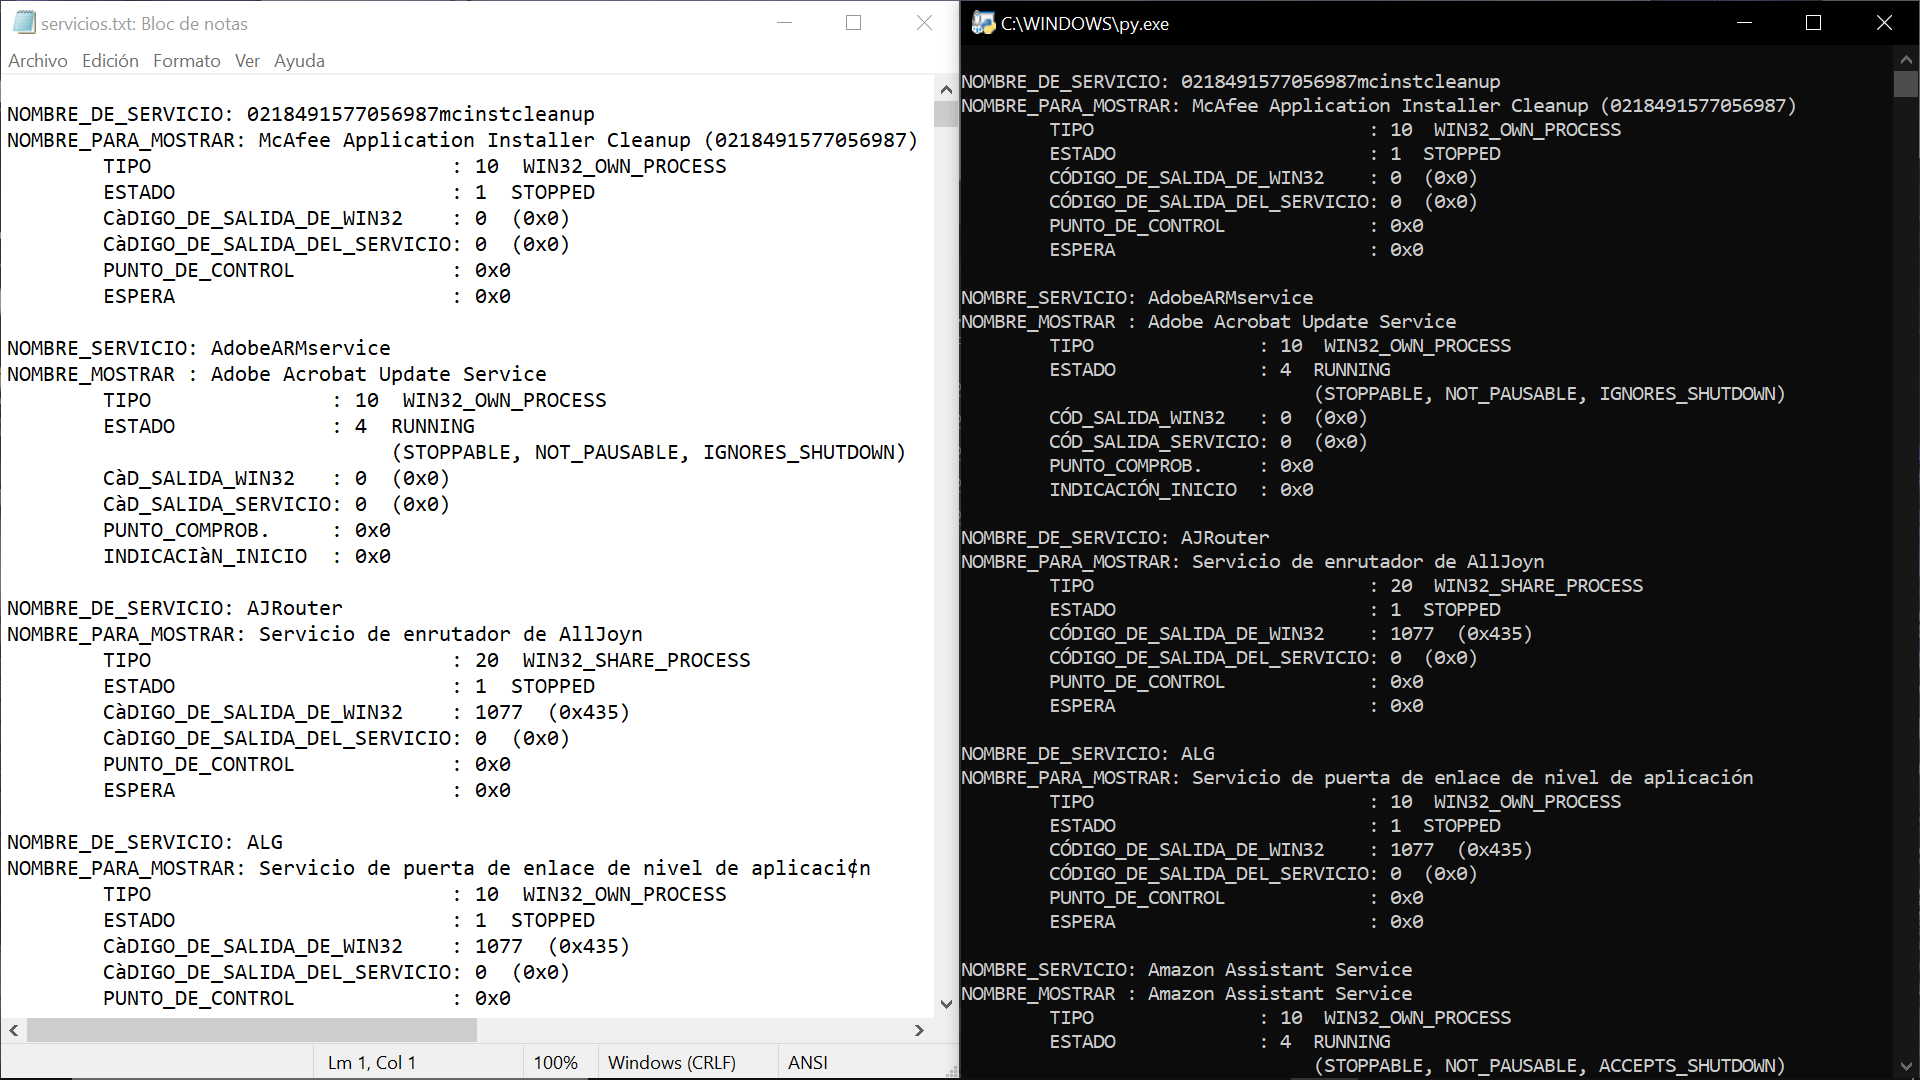 servicios.txt: Bloc de notas
Archivo Edición Formato Ver Ayuda
NOMBRE_DE_SERVICIO: 0218491577056987mcinstcleanup
NOMBRE_PARA_MOSTRAR: McAfee Application Installer Cleanup (0218491577056987)
TIPO : 10 WIN32_OWN_PROCESS
ESTADO : 1 STOPPED
CàDIGO_DE_SALIDA_DE_WIN32 : 0 (0x0)
CàDIGO_DE_SALIDA_DEL_SERVICIO: 0 (0x0)
PUNTO_DE_CONTROL : 0x0
ESPERA : 0x0
NOMBRE_SERVICIO: AdobeARMservice
NOMBRE_MOSTRAR : Adobe Acrobat Update Service
TIPO : 10 WIN32_OWN_PROCESS
ESTADO : 4 RUNNING
(STOPPABLE, NOT_PAUSABLE, IGNORES_SHUTDOWN)
CàD_SALIDA_WIN32 : 0 (0x0)
CàD_SALIDA_SERVICIO: 0 (0x0)
PUNTO_COMPROB. : 0x0
INDICACIàN_INICIO : 0x0
NOMBRE_DE_SERVICIO: AJRouter
NOMBRE_PARA_MOSTRAR: Servicio de enrutador de AllJoyn
TIPO : 20 WIN32_SHARE_PROCESS
ESTADO : 1 STOPPED
CàDIGO_DE_SALIDA_DE_WIN32 : 1077 (0x435)
CàDIGO_DE_SALIDA_DEL_SERVICIO: 0 (0x0)
PUNTO_DE_CONTROL : 0x0
ESPERA : 0x0
NOMBRE_DE_SERVICIO: ALG
NOMBRE_PARA_MOSTRAR: Servicio de puerta de enlace de nivel de aplicaci¢n
TIPO : 10 WIN32_OWN_PROCESS
ESTADO : 1 STOPPED
CàDIGO_DE_SALIDA_DE_WIN32 : 1077 (0x435)
CàDIGO_DE_SALIDA_DEL_SERVICIO: 0 (0x0)
PUNTO_DE_CONTROL : 0x0
Lm 1, Col 1 100% Windows (CRLF) ANSI
C:\WINDOWS\py.exe
NOMBRE_DE_SERVICIO: 0218491577056987mcinstcleanup
NOMBRE_PARA_MOSTRAR: McAfee Application Installer Cleanup (0218491577056987)
TIPO : 10 WIN32_OWN_PROCESS
ESTADO : 1 STOPPED
CÓDIGO_DE_SALIDA_DE_WIN32 : 0 (0x0)
CÓDIGO_DE_SALIDA_DEL_SERVICIO: 0 (0x0)
PUNTO_DE_CONTROL : 0x0
ESPERA : 0x0
NOMBRE_SERVICIO: AdobeARMservice
NOMBRE_MOSTRAR : Adobe Acrobat Update Service
TIPO : 10 WIN32_OWN_PROCESS
ESTADO : 4 RUNNING
(STOPPABLE, NOT_PAUSABLE, IGNORES_SHUTDOWN)
CÓD_SALIDA_WIN32 : 0 (0x0)
CÓD_SALIDA_SERVICIO: 0 (0x0)
PUNTO_COMPROB. : 0x0
INDICACIÓN_INICIO : 0x0
NOMBRE_DE_SERVICIO: AJRouter
NOMBRE_PARA_MOSTRAR: Servicio de enrutador de AllJoyn
TIPO : 20 WIN32_SHARE_PROCESS
ESTADO : 1 STOPPED
CÓDIGO_DE_SALIDA_DE_WIN32 : 1077 (0x435)
CÓDIGO_DE_SALIDA_DEL_SERVICIO: 0 (0x0)
PUNTO_DE_CONTROL : 0x0
ESPERA : 0x0
NOMBRE_DE_SERVICIO: ALG
NOMBRE_PARA_MOSTRAR: Servicio de puerta de enlace de nivel de aplicación
TIPO : 10 WIN32_OWN_PROCESS
ESTADO : 1 STOPPED
CÓDIGO_DE_SALIDA_DE_WIN32 : 1077 (0x435)
CÓDIGO_DE_SALIDA_DEL_SERVICIO: 0 (0x0)
PUNTO_DE_CONTROL : 0x0
ESPERA : 0x0
NOMBRE_SERVICIO: Amazon Assistant Service
NOMBRE_MOSTRAR : Amazon Assistant Service
TIPO : 10 WIN32_OWN_PROCESS
ESTADO : 4 RUNNING
(STOPPABLE, NOT_PAUSABLE, ACCEPTS_SHUTDOWN)